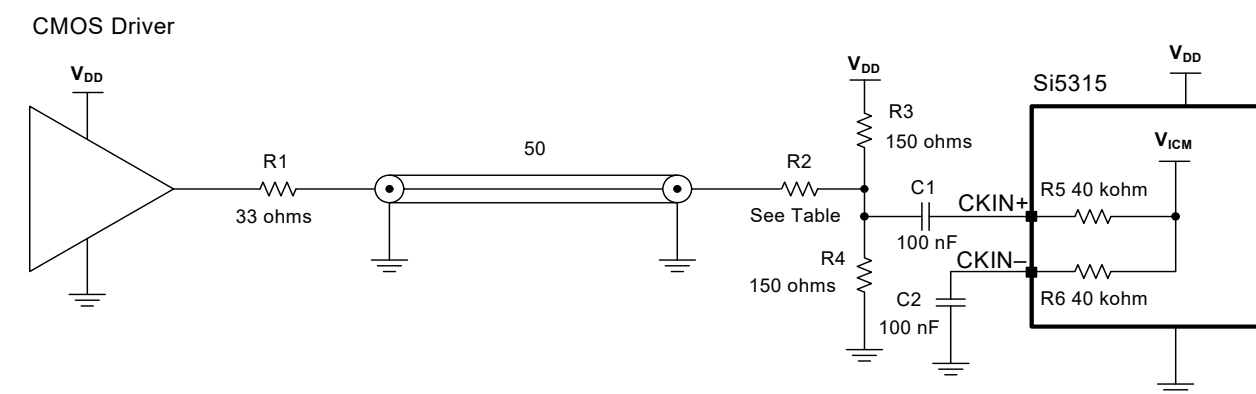 CMOS Driver
VDD
R1
33 ohms
50
R2
See Table
VDD
R3
150 ohms
R4
150 ohms
C1
100 nF
C2
100 nF
CKIN+
CKIN–
Si5315
VDD
VICM
R5 40 kohm
R6 40 kohm